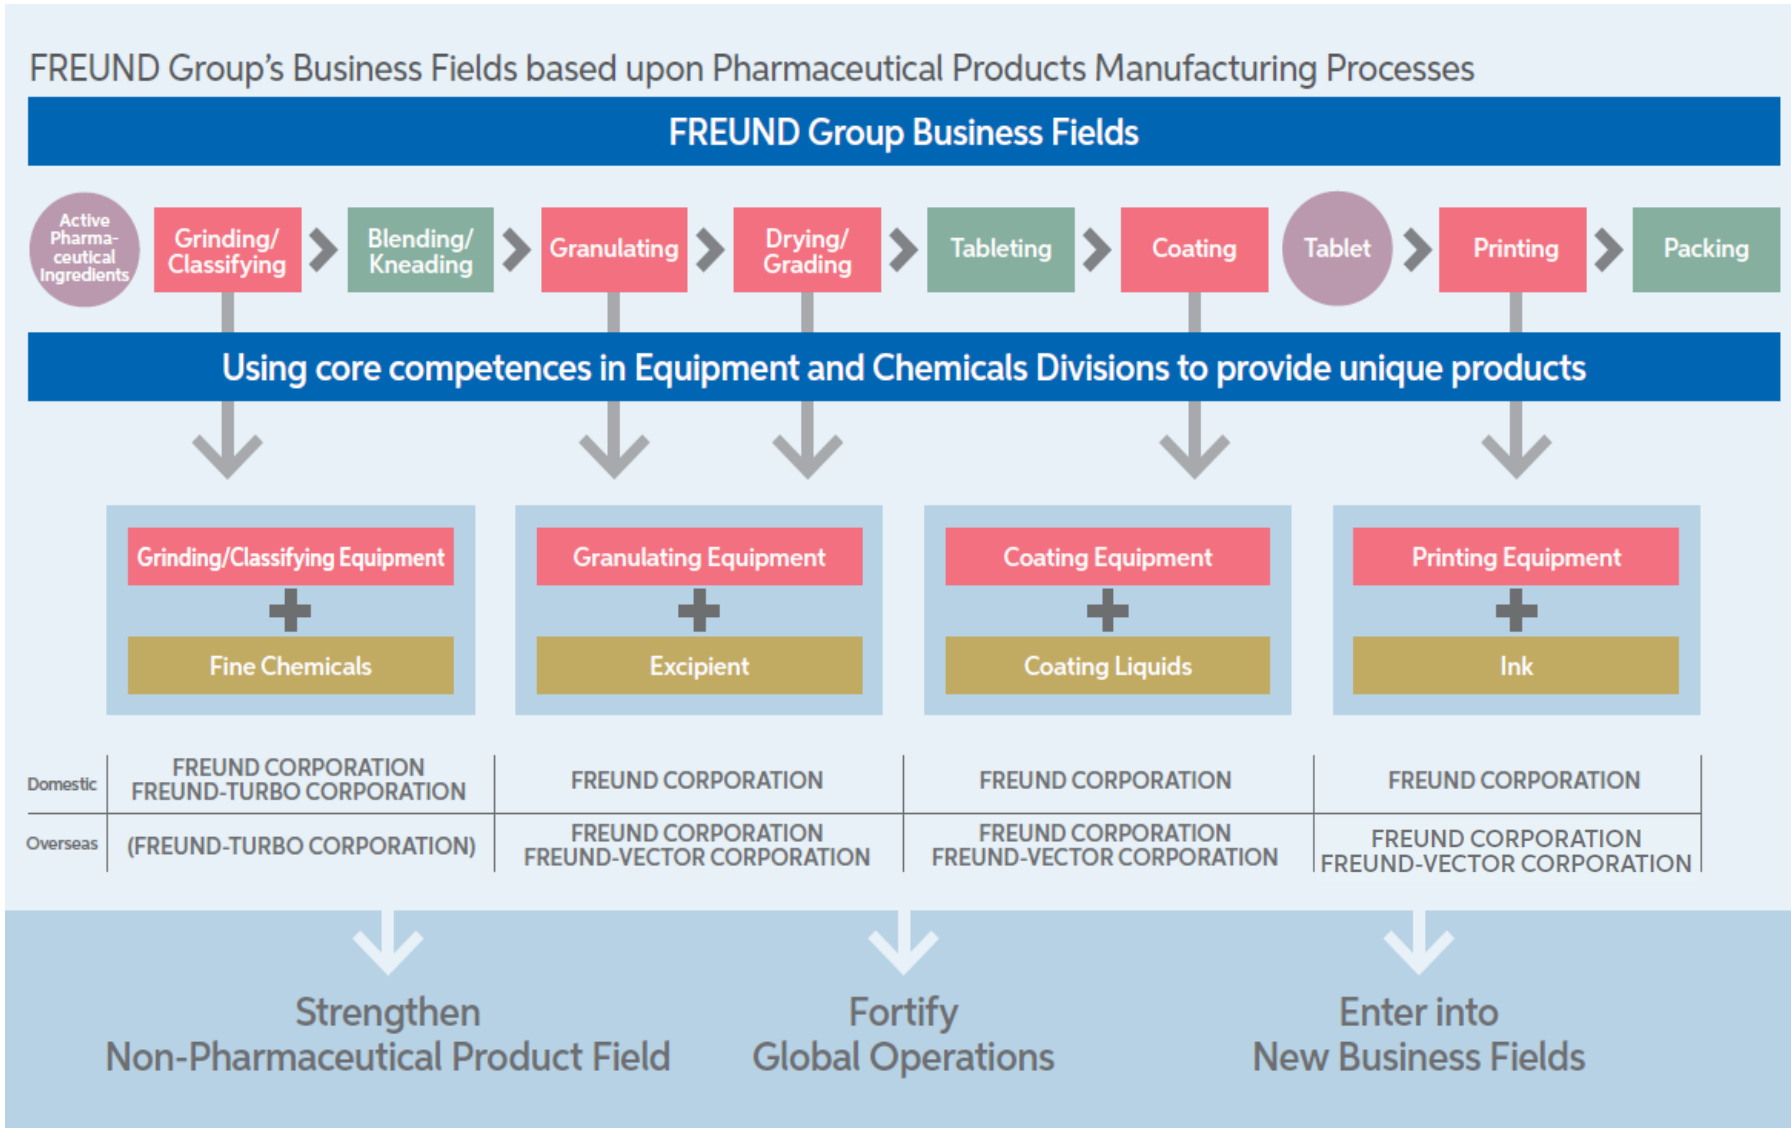 FREUND Group's Business Fields based upon Pharmaceutical Products Manufacturing Processes
FREUND Group Business Fields
Active
Pharma-
ceutical
Ingredients
Grinding/
Classifying
Blending/
Kneading
Granulating
Drying/
Grading
Tableting
Coating
Tablet
Printing
Packing
Using core competences in Equipment and Chemicals Divisions to provide unique products
Grinding/Classifying Equipment
Fine Chemicals
Granulating Equipment
Excipient
Coating Equipment
Coating Liquids
Printing Equipment
Ink
Domestic
FREUND CORPORATION
FREUND-TURBO CORPORATION
FREUND CORPORATION
FREUND CORPORATION
FREUND CORPORATION
Overseas
(FREUND-TURBO CORPORATION)
FREUND CORPORATION
FREUND-VECTOR CORPORATION
FREUND CORPORATION
FREUND-VECTOR CORPORATION
FREUND CORPORATION
FREUND-VECTOR CORPORATION
Strengthen
Non-Pharmaceutical Product Field
Fortify
Global Operations
Enter into
New Business Fields